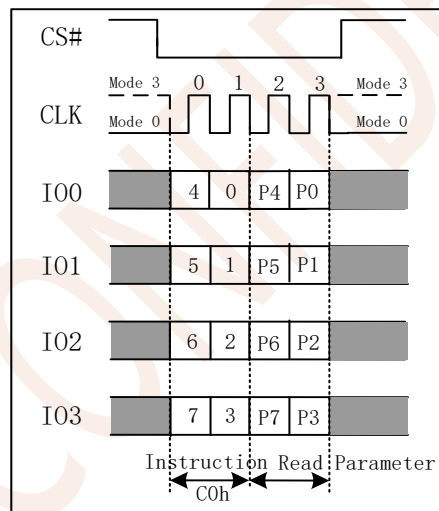 CS#
0 1 2 3
Mode 3 Mode 3
CLK
Mode 0 Mode 0
IO0 4 0 P4 P0
IO1 5 1 P5 P1
IO2 6 2 P6 P2
IO3 7 3 P7 P3
Instruction Read Parameter
C0h